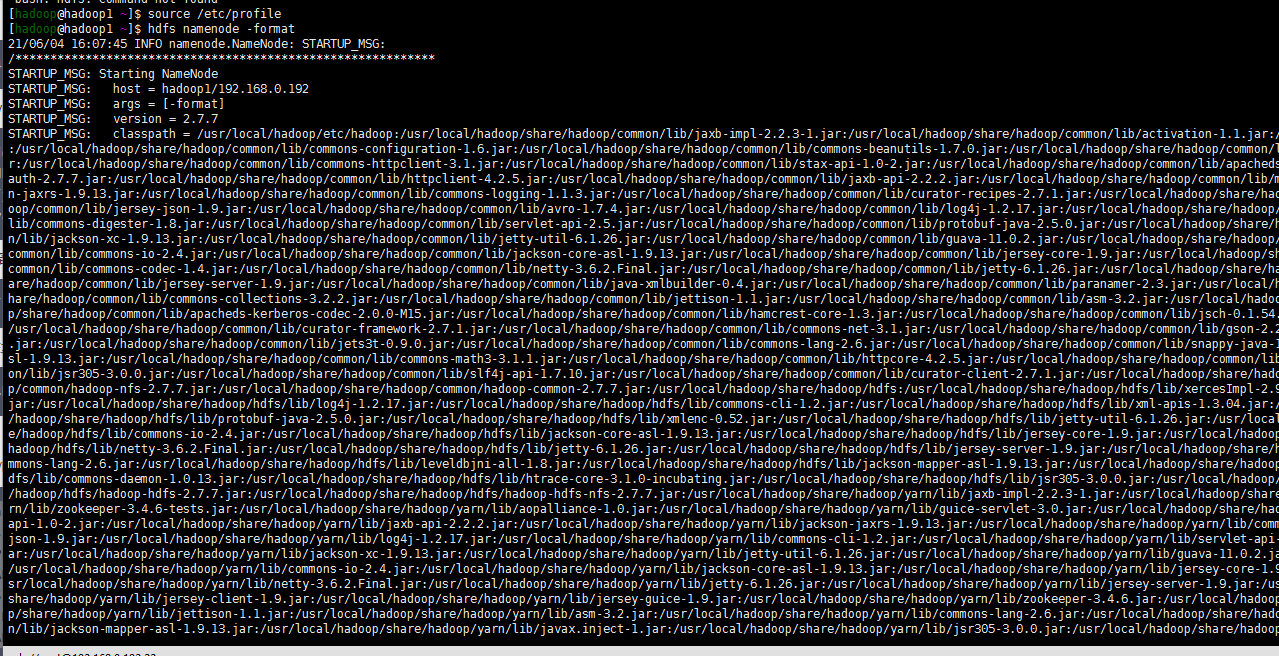 [hadoop@hadoop1 ~]$ source /etc/profile
[hadoop@hadoop1 ~]$ hdfs namenode -format
21/06/04 16:07:45 INFO namenode.NameNode: STARTUP_MSG:
/************************************************************
STARTUP_MSG: Starting NameNode
STARTUP_MSG:   host = hadoop1/192.168.0.192
STARTUP_MSG:   args = [-format]
STARTUP_MSG:   version = 2.7.7
STARTUP_MSG:   classpath = /usr/local/hadoop/etc/hadoop:/usr/local/hadoop/share/hadoop/common/lib/jaxb-impl-2.2.3-1.jar:/usr/local/hadoop/share/hadoop/common/lib/activation-1.1.jar:/
:/usr/local/hadoop/share/hadoop/common/lib/commons-configuration-1.6.jar:/usr/local/hadoop/share/hadoop/common/lib/commons-beanutils-1.7.0.jar:/usr/local/hadoop/share/hadoop/common/l
r:/usr/local/hadoop/share/hadoop/common/lib/commons-httpclient-3.1.jar:/usr/local/hadoop/share/hadoop/common/lib/stax-api-1.0-2.jar:/usr/local/hadoop/share/hadoop/common/lib/apacheds
auth-2.7.7.jar:/usr/local/hadoop/share/hadoop/common/lib/httpclient-4.2.5.jar:/usr/local/hadoop/share/hadoop/common/lib/jaxb-api-2.2.2.jar:/usr/local/hadoop/share/hadoop/common/lib/m
n-jaxrs-1.9.13.jar:/usr/local/hadoop/share/hadoop/common/lib/commons-logging-1.1.3.jar:/usr/local/hadoop/share/hadoop/common/lib/curator-recipes-2.7.1.jar:/usr/local/hadoop/share/had
oop/common/lib/jersey-json-1.9.jar:/usr/local/hadoop/share/hadoop/common/lib/avro-1.7.4.jar:/usr/local/hadoop/share/hadoop/common/lib/log4j-1.2.17.jar:/usr/local/hadoop/share/hadoop/
lib/commons-digester-1.8.jar:/usr/local/hadoop/share/hadoop/common/lib/servlet-api-2.5.jar:/usr/local/hadoop/share/hadoop/common/lib/protobuf-java-2.5.0.jar:/usr/local/hadoop/share/h
n/lib/jackson-xc-1.9.13.jar:/usr/local/hadoop/share/hadoop/common/lib/jetty-util-6.1.26.jar:/usr/local/hadoop/share/hadoop/common/lib/guava-11.0.2.jar:/usr/local/hadoop/share/hadoop/
common/lib/commons-io-2.4.jar:/usr/local/hadoop/share/hadoop/common/lib/jackson-core-asl-1.9.13.jar:/usr/local/hadoop/share/hadoop/common/lib/jersey-core-1.9.jar:/usr/local/hadoop/sh
common/lib/commons-codec-1.4.jar:/usr/local/hadoop/share/hadoop/common/lib/netty-3.6.2.Final.jar:/usr/local/hadoop/share/hadoop/common/lib/jetty-6.1.26.jar:/usr/local/hadoop/share/ha
are/hadoop/common/lib/jersey-server-1.9.jar:/usr/local/hadoop/share/hadoop/common/lib/java-xmlbuilder-0.4.jar:/usr/local/hadoop/share/hadoop/common/lib/paranamer-2.3.jar:/usr/local/h
hare/hadoop/common/lib/commons-collections-3.2.2.jar:/usr/local/hadoop/share/hadoop/common/lib/jettison-1.1.jar:/usr/local/hadoop/share/hadoop/common/lib/asm-3.2.jar:/usr/local/hadoo
p/share/hadoop/common/lib/apacheds-kerberos-codec-2.0.0-M15.jar:/usr/local/hadoop/share/hadoop/common/lib/hamcrest-core-1.3.jar:/usr/local/hadoop/share/hadoop/common/lib/jsch-0.1.54.
/usr/local/hadoop/share/hadoop/common/lib/curator-framework-2.7.1.jar:/usr/local/hadoop/share/hadoop/common/lib/commons-net-3.1.jar:/usr/local/hadoop/share/hadoop/common/lib/gson-2.2
.jar:/usr/local/hadoop/share/hadoop/common/lib/jets3t-0.9.0.jar:/usr/local/hadoop/share/hadoop/common/lib/commons-lang-2.6.jar:/usr/local/hadoop/share/hadoop/common/lib/snappy-java-1
sl-1.9.13.jar:/usr/local/hadoop/share/hadoop/common/lib/commons-math3-3.1.1.jar:/usr/local/hadoop/share/hadoop/common/lib/httpcore-4.2.5.jar:/usr/local/hadoop/share/hadoop/common/lib
on/lib/jsr305-3.0.0.jar:/usr/local/hadoop/share/hadoop/common/lib/slf4j-api-1.7.10.jar:/usr/local/hadoop/share/hadoop/common/lib/curator-client-2.7.1.jar:/usr/local/hadoop/share/hado
p/common/hadoop-nfs-2.7.7.jar:/usr/local/hadoop/share/hadoop/common/hadoop-common-2.7.7.jar:/usr/local/hadoop/share/hadoop/hdfs:/usr/local/hadoop/share/hadoop/hdfs/lib/xercesImpl-2.9
jar:/usr/local/hadoop/share/hadoop/hdfs/lib/log4j-1.2.17.jar:/usr/local/hadoop/share/hadoop/hdfs/lib/commons-cli-1.2.jar:/usr/local/hadoop/share/hadoop/hdfs/lib/xml-apis-1.3.04.jar:/
/hadoop/share/hadoop/hdfs/lib/protobuf-java-2.5.0.jar:/usr/local/hadoop/share/hadoop/hdfs/lib/xmlenc-0.52.jar:/usr/local/hadoop/share/hadoop/hdfs/lib/jetty-util-6.1.26.jar:/usr/local
e/hadoop/hdfs/lib/commons-io-2.4.jar:/usr/local/hadoop/share/hadoop/hdfs/lib/jackson-core-asl-1.9.13.jar:/usr/local/hadoop/share/hadoop/hdfs/lib/jersey-core-1.9.jar:/usr/local/hadoop
hadoop/hdfs/lib/netty-3.6.2.Final.jar:/usr/local/hadoop/share/hadoop/hdfs/lib/jetty-6.1.26.jar:/usr/local/hadoop/share/hadoop/hdfs/lib/jersey-server-1.9.jar:/usr/local/hadoop/share/h
mmons-lang-2.6.jar:/usr/local/hadoop/share/hadoop/hdfs/lib/leveldbjni-all-1.8.jar:/usr/local/hadoop/share/hadoop/hdfs/lib/jackson-mapper-asl-1.9.13.jar:/usr/local/hadoop/share/hadoop
dfs/lib/commons-daemon-1.0.13.jar:/usr/local/hadoop/share/hadoop/hdfs/lib/htrace-core-3.1.0-incubating.jar:/usr/local/hadoop/share/hadoop/hdfs/lib/jsr305-3.0.0.jar:/usr/local/hadoop/
/hadoop/hdfs/hadoop-hdfs-2.7.7.jar:/usr/local/hadoop/share/hadoop/hdfs/hadoop-hdfs-nfs-2.7.7.jar:/usr/local/hadoop/share/hadoop/yarn/lib/jaxb-impl-2.2.3-1.jar:/usr/local/hadoop/share
rn/lib/zookeeper-3.4.6-tests.jar:/usr/local/hadoop/share/hadoop/yarn/lib/aopalliance-1.0.jar:/usr/local/hadoop/share/hadoop/yarn/lib/guice-servlet-3.0.jar:/usr/local/hadoop/share/had
api-1.0-2.jar:/usr/local/hadoop/share/hadoop/yarn/lib/jaxb-api-2.2.2.jar:/usr/local/hadoop/share/hadoop/yarn/lib/jackson-jaxrs-1.9.13.jar:/usr/local/hadoop/share/hadoop/yarn/lib/comm
json-1.9.jar:/usr/local/hadoop/share/hadoop/yarn/lib/log4j-1.2.17.jar:/usr/local/hadoop/share/hadoop/yarn/lib/commons-cli-1.2.jar:/usr/local/hadoop/share/hadoop/yarn/lib/servlet-api-
ar:/usr/local/hadoop/share/hadoop/yarn/lib/jackson-xc-1.9.13.jar:/usr/local/hadoop/share/hadoop/yarn/lib/jetty-util-6.1.26.jar:/usr/local/hadoop/share/hadoop/yarn/lib/guava-11.0.2.ja
/usr/local/hadoop/share/hadoop/yarn/lib/commons-io-2.4.jar:/usr/local/hadoop/share/hadoop/yarn/lib/jackson-core-asl-1.9.13.jar:/usr/local/hadoop/share/hadoop/yarn/lib/jersey-core-1.9
sr/local/hadoop/share/hadoop/yarn/lib/netty-3.6.2.Final.jar:/usr/local/hadoop/share/hadoop/yarn/lib/jetty-6.1.26.jar:/usr/local/hadoop/share/hadoop/yarn/lib/jersey-server-1.9.jar:/us
share/hadoop/yarn/lib/jersey-client-1.9.jar:/usr/local/hadoop/share/hadoop/yarn/lib/jersey-guice-1.9.jar:/usr/local/hadoop/share/hadoop/yarn/lib/zookeeper-3.4.6.jar:/usr/local/hadoop
p/share/hadoop/yarn/lib/jettison-1.1.jar:/usr/local/hadoop/share/hadoop/yarn/lib/asm-3.2.jar:/usr/local/hadoop/share/hadoop/yarn/lib/commons-lang-2.6.jar:/usr/local/hadoop/share/hado
n/lib/jackson-mapper-asl-1.9.13.jar:/usr/local/hadoop/share/hadoop/yarn/lib/javax.inject-1.jar:/usr/local/hadoop/share/hadoop/yarn/lib/jsr305-3.0.0.jar:/usr/local/hadoop/share/hadoop